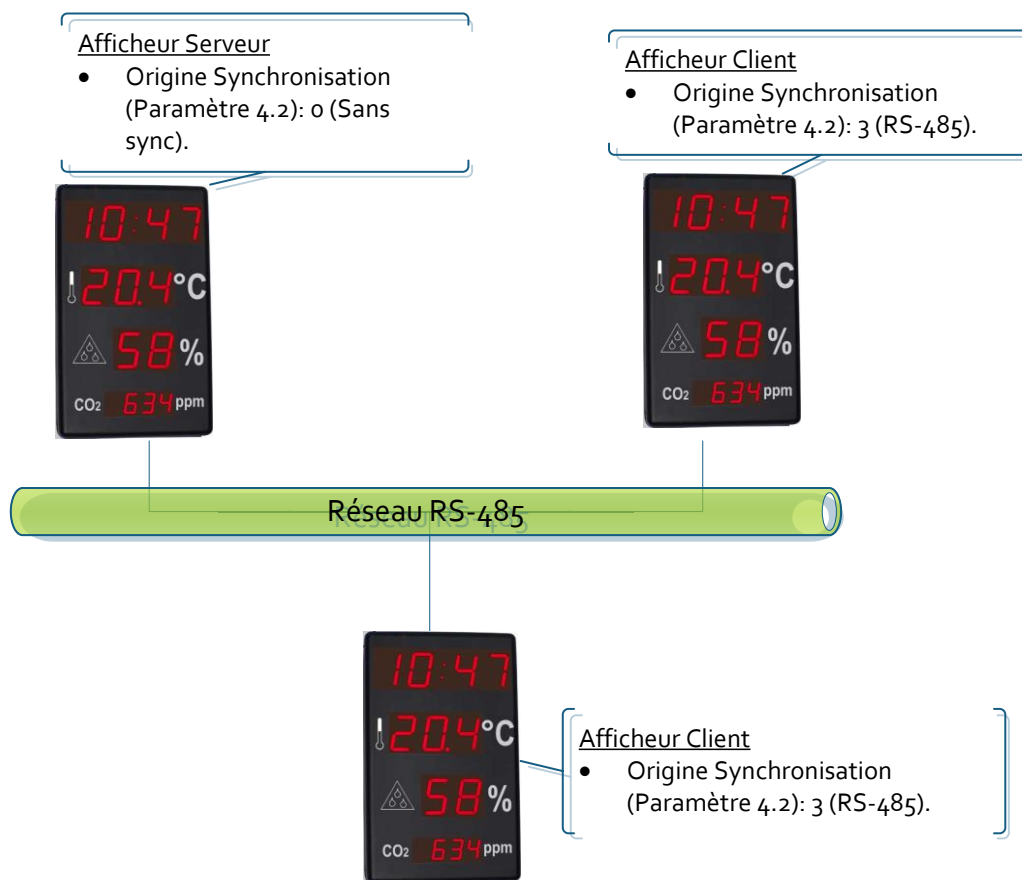 Afficheur Serveur
• Origine Synchronisation
(Paramètre 4.2): 0 (Sans
sync).
Afficheur Client
• Origine Synchronisation
(Paramètre 4.2): 3 (RS-485).
10:47
20.4°C
58%
CO2 634 ppm
10:47
20.4°C
58%
CO2 634 ppm
Réseau RS-485
10:47
20.4°C
58%
CO2 634 ppm
Afficheur Client
• Origine Synchronisation
(Paramètre 4.2): 3 (RS-485).